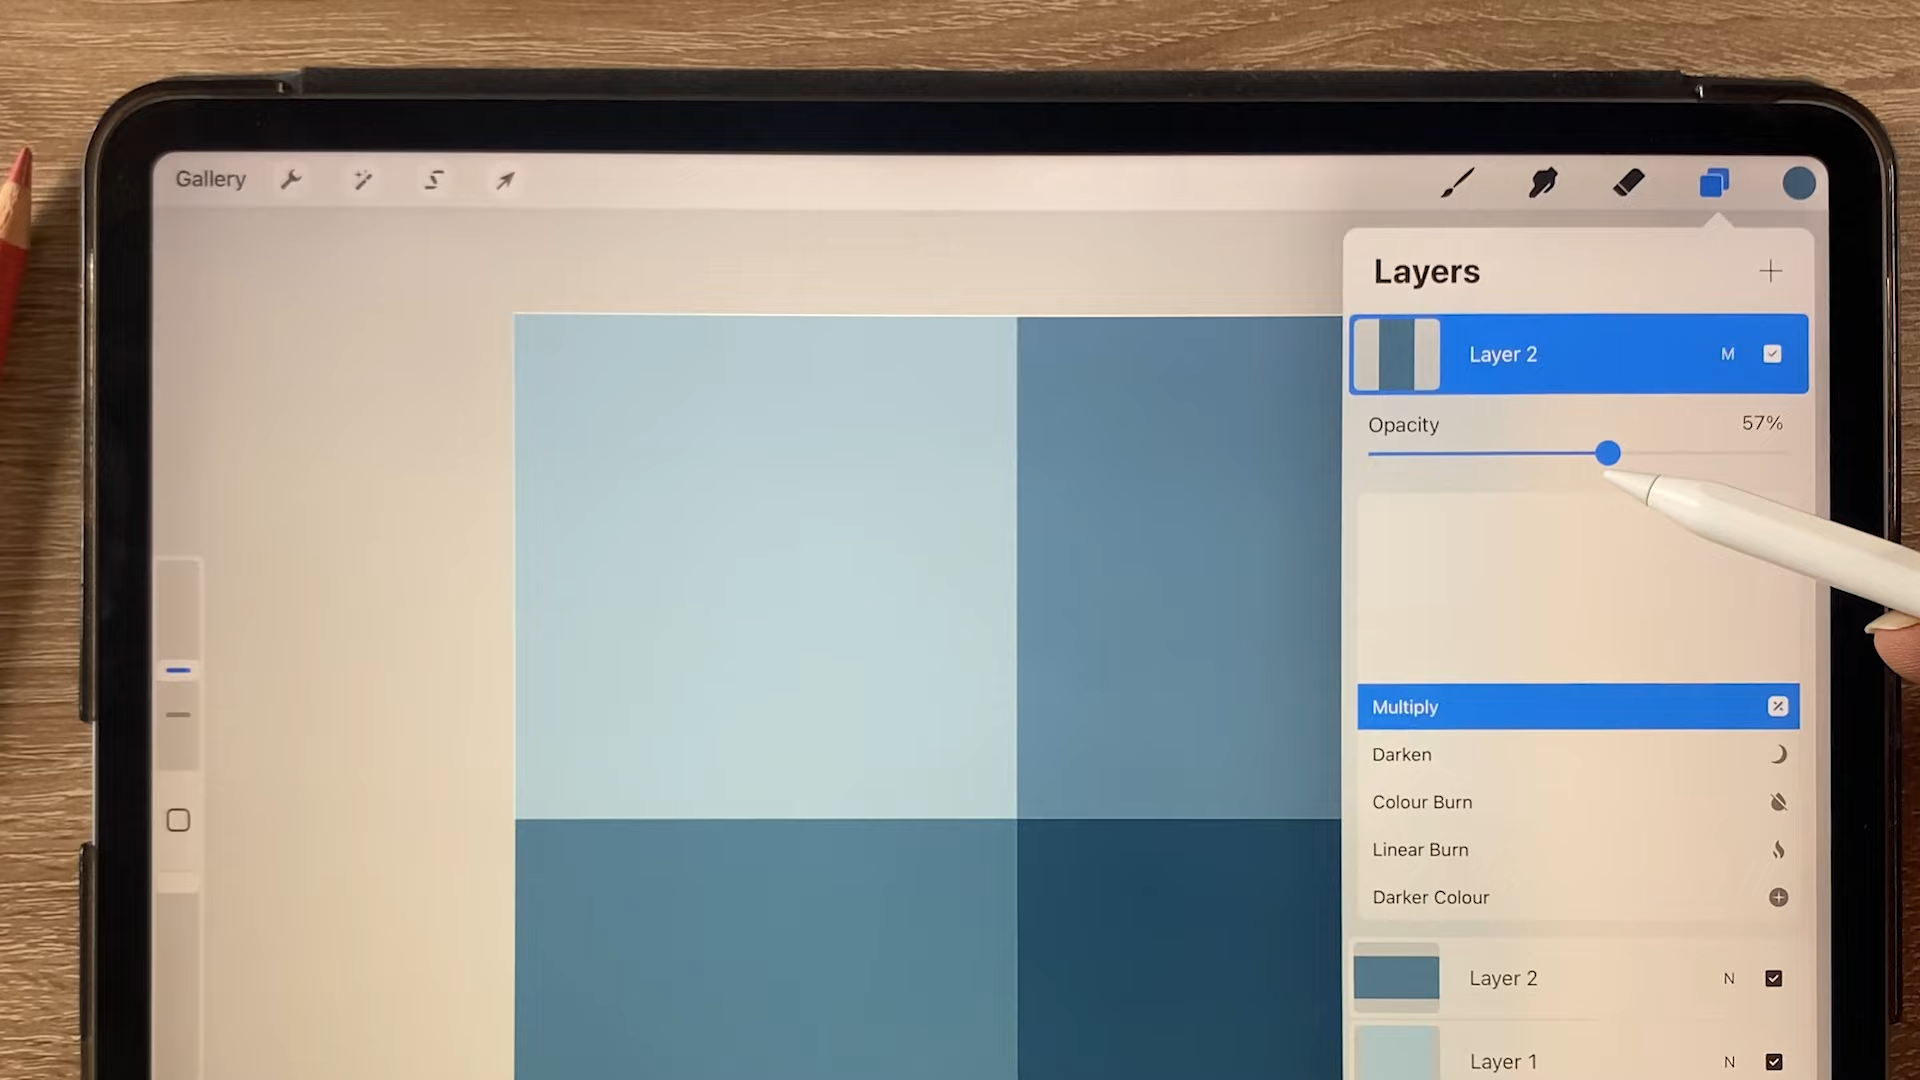 Gallery
Layers
Layer 2 M
Opacity 57%
Multiply
Darken
Colour Burn
Linear Burn
Darker Colour
Layer 2 N
Layer 1 N